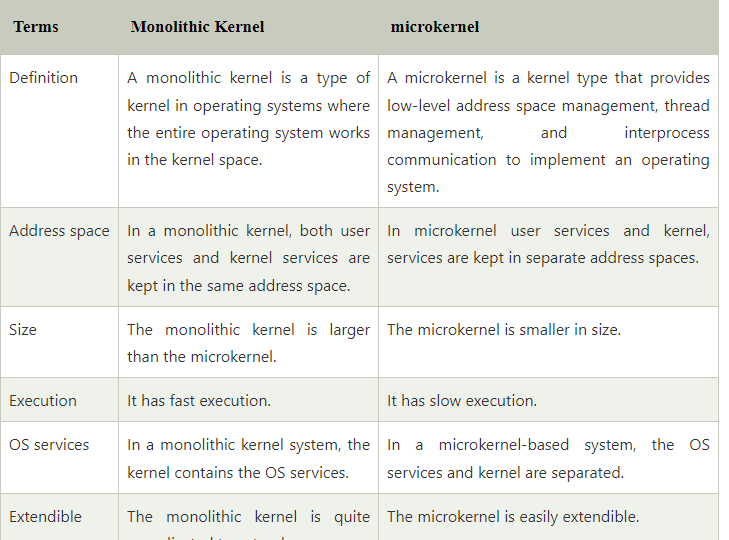 Terms Monolithic Kernel microkernel
Definition A monolithic kernel is a type of A microkernel is a kernel type that provides
kernel in operating systems where low-level address space management, thread
the entire operating system works management, and interprocess
in the kernel space. communication to implement an operating
system.
Address space In a monolithic kernel, both user In microkernel user services and kernel,
services and kernel services are services are kept in separate address spaces.
kept in the same address space.
Size The monolithic kernel is larger The microkernel is smaller in size.
than the microkernel.
Execution It has fast execution. It has slow execution.
OS services In a monolithic kernel system, the In a microkernel-based system, the OS
kernel contains the OS services. services and kernel are separated.
Extendible The monolithic kernel is quite The microkernel is easily extendible.